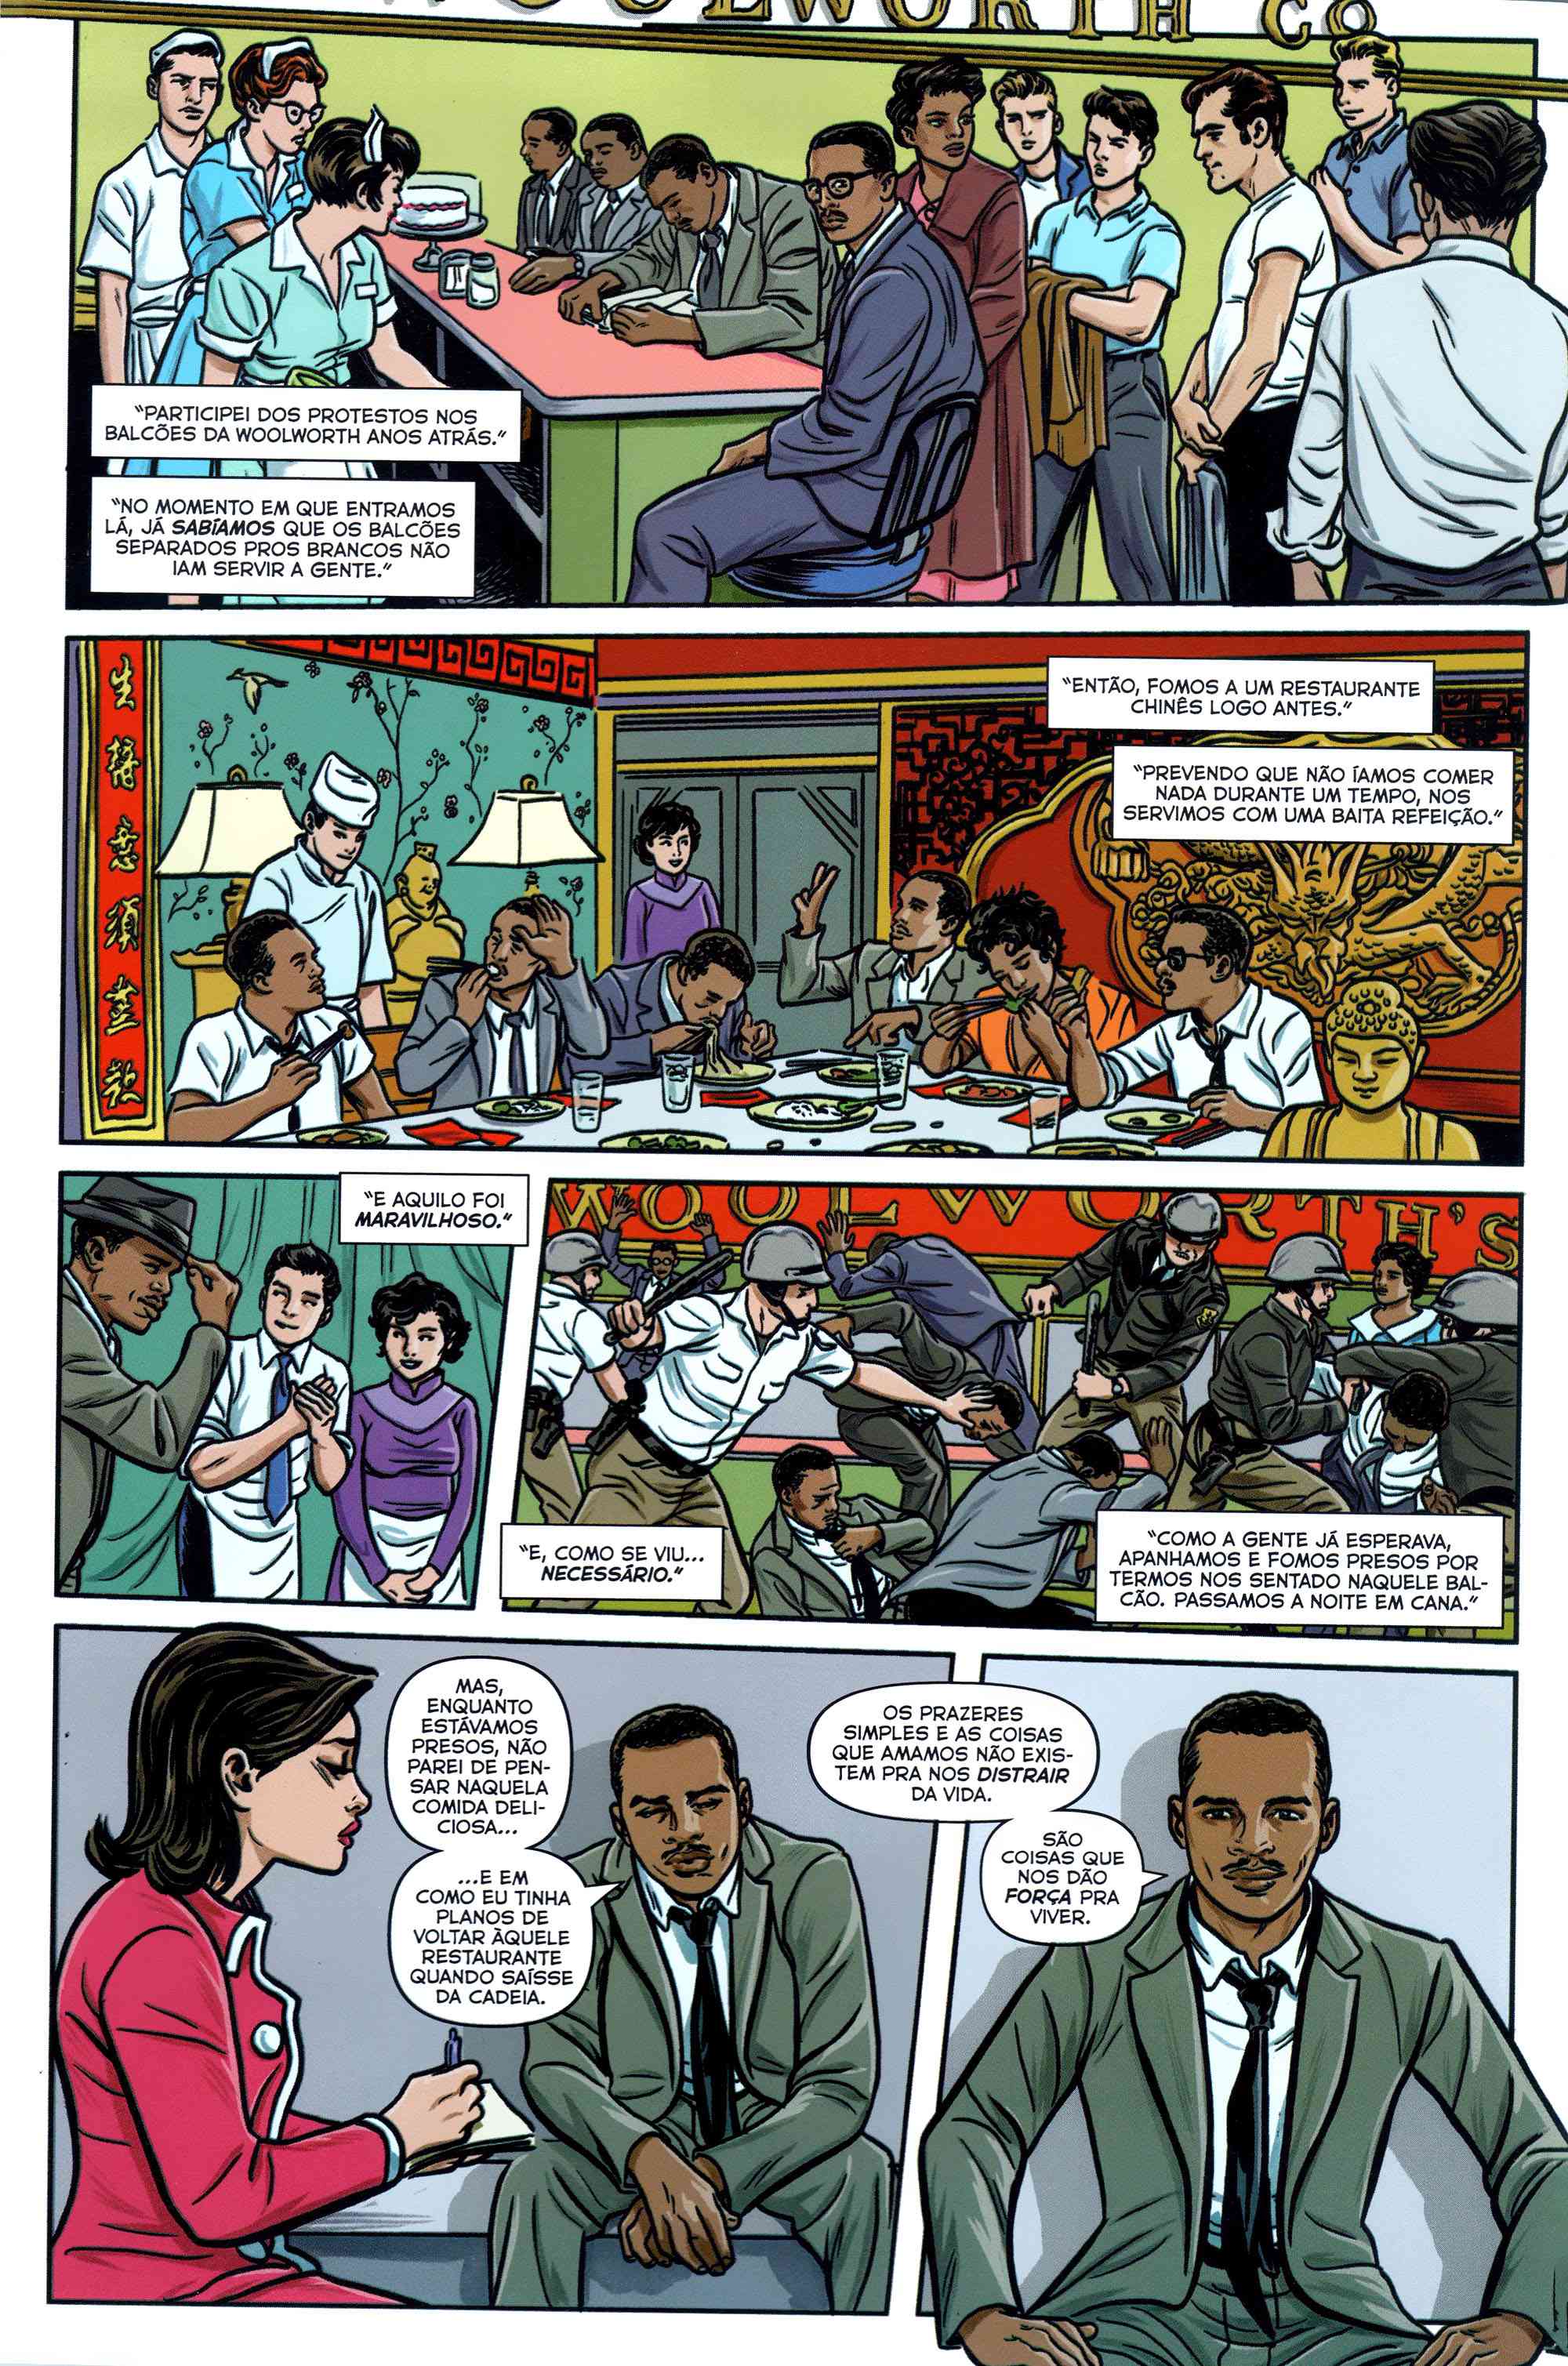 WOOLWORTH CO
"PARTICIPEI DOS PROTESTOS NOS
BALCÕES DA WOOLWORTH ANOS ATRÁS."
"NO MOMENTO EM QUE ENTRAMOS
LÁ, JÁ SABÍAMOS QUE OS BALCÕES
SEPARADOS PROS BRANCOS NÃO
IAM SERVIR A GENTE."
"ENTÃO, FOMOS A UM RESTAURANTE
CHINÊS LOGO ANTES."
"PREVENDO QUE NÃO ÍAMOS COMER
NADA DURANTE UM TEMPO, NOS
SERVIMOS COM UMA BAITA REFEIÇÃO."
生
意
須
"E AQUILO FOI
MARAVILHOSO."
WOOLWORTH'S
"E, COMO SE VIU...
NECESSÁRIO."
"COMO A GENTE JÁ ESPERAVA,
APANHAMOS E FOMOS PRESOS POR
TERMOS NOS SENTADO NAQUELE BAL-
CÃO. PASSAMOS A NOITE EM CANA."
MAS,
ENQUANTO
ESTÁVAMOS
PRESOS, NÃO
PAREI DE PEN-
SAR NAQUELA
COMIDA DELI-
CIOSA...
...E EM
COMO EU TINHA
PLANOS DE
VOLTAR ÀQUELE
RESTAURANTE
QUANDO SAÍSSE
DA CADEIA.
OS PRAZERES
SIMPLES E AS COISAS
QUE AMAMOS NÃO EXIS-
TEM PRA NOS DISTRAIR
DA VIDA.
SÃO
COISAS QUE
NOS DÃO
FORÇA PRA
VIVER.